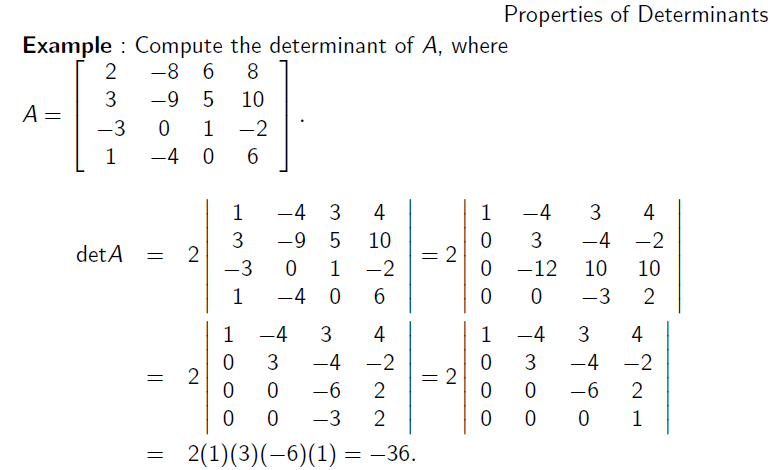 Properties of Determinants
Example : Compute the determinant of A, where
A = [ 2 −8 6 8
3 −9 5 10
−3 0 1 −2
1 −4 0 6 ] .
detA = 2 | 1 −4 3 4 | = 2 | 1 −4 3 4 |
| 3 −9 5 10 | | 0 3 −4 −2 |
| −3 0 1 −2 | | 0 −12 10 10 |
| 1 −4 0 6 | | 0 0 −3 2 |
= 2 | 1 −4 3 4 | = 2 | 1 −4 3 4 |
| 0 3 −4 −2 | | 0 3 −4 −2 |
| 0 0 −6 2 | | 0 0 −6 2 |
| 0 0 −3 2 | | 0 0 0 1 |
= 2(1)(3)(−6)(1) = −36.